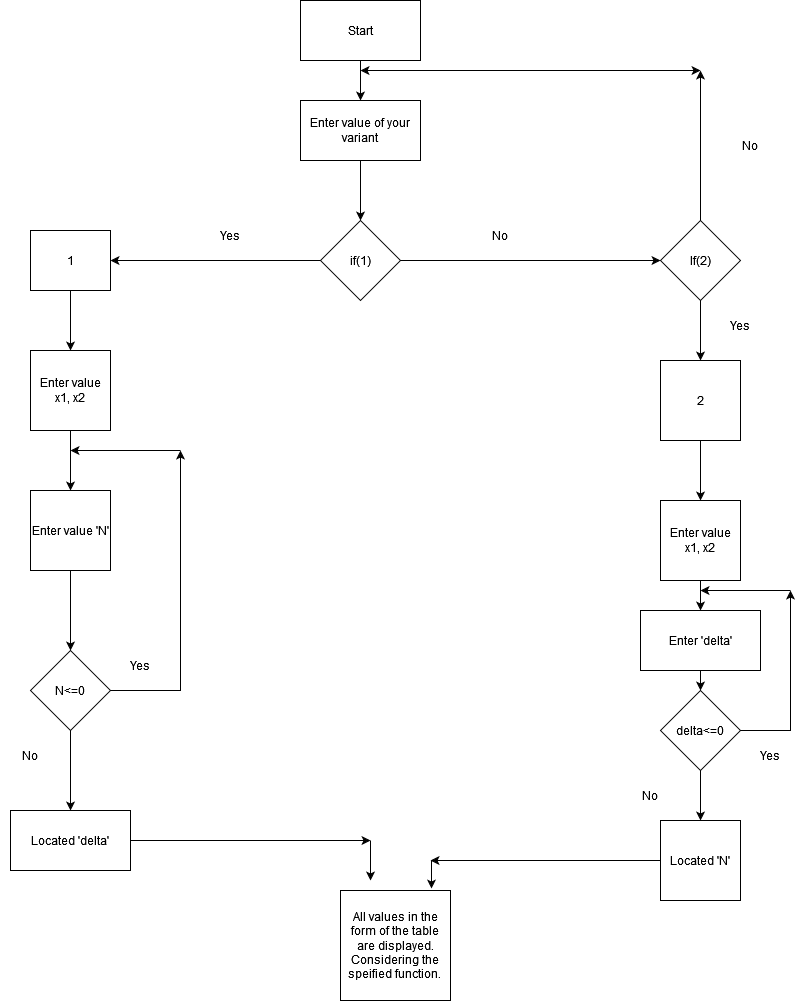 Start
Enter value of your
variant
No
Yes
No
1
if(1)
If(2)
Yes
Enter value
x1, x2
2
Enter value 'N'
Enter value
x1, x2
Enter 'delta'
Yes
N<=0
delta<=0
No
Yes
No
Located 'delta'
Located 'N'
All values in the
form of the table
are displayed.
Considering the
speified function.